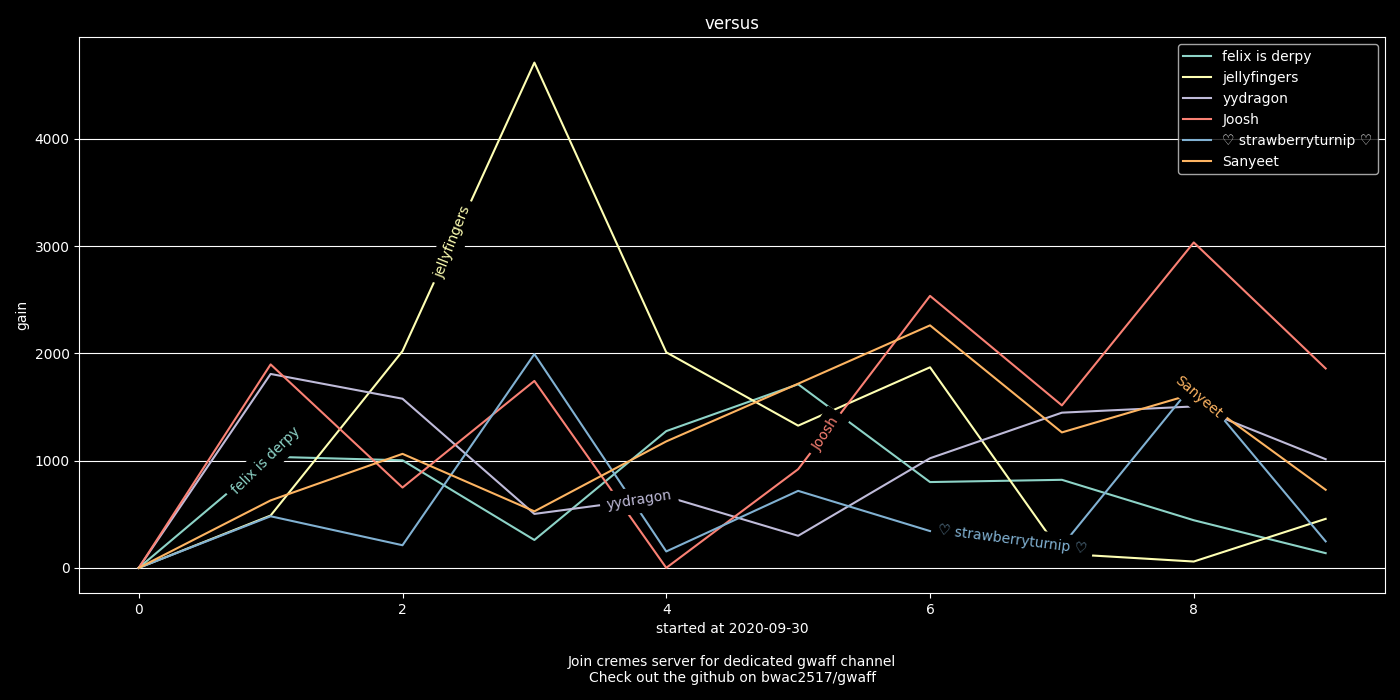 versus
felix is derpy
jellyfingers
yydragon
Joosh
♡ strawberryturnip ♡
Sanyeet
4000
3000
2000
1000
0
gain
jellyfingers
felix is derpy
yydragon
Joosh
♡ strawberryturnip ♡
Sanyeet
0 2 4 6 8
started at 2020-09-30
Join cremes server for dedicated gwaff channel
Check out the github on bwac2517/gwaff